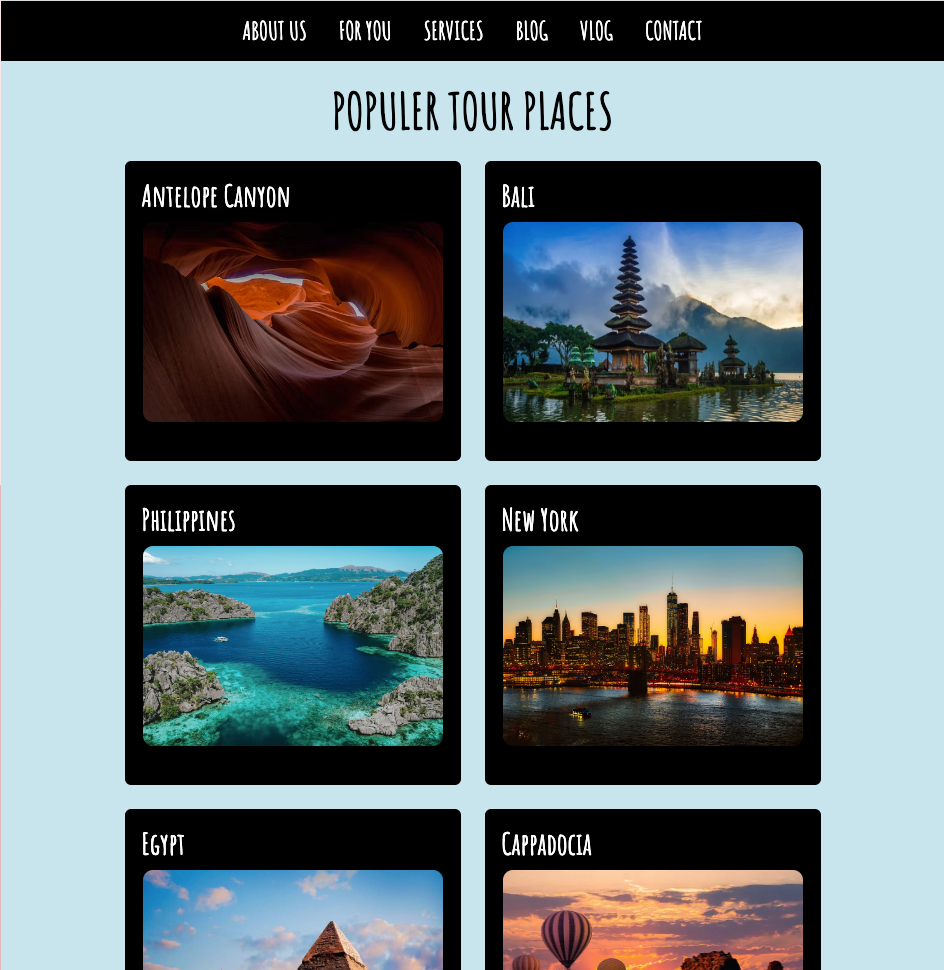 ABOUT US FOR YOU SERVICES BLOG VLOG CONTACT
POPULER TOUR PLACES
Antelope Canyon
Bali
Philippines
New York
Egypt
Cappadocia